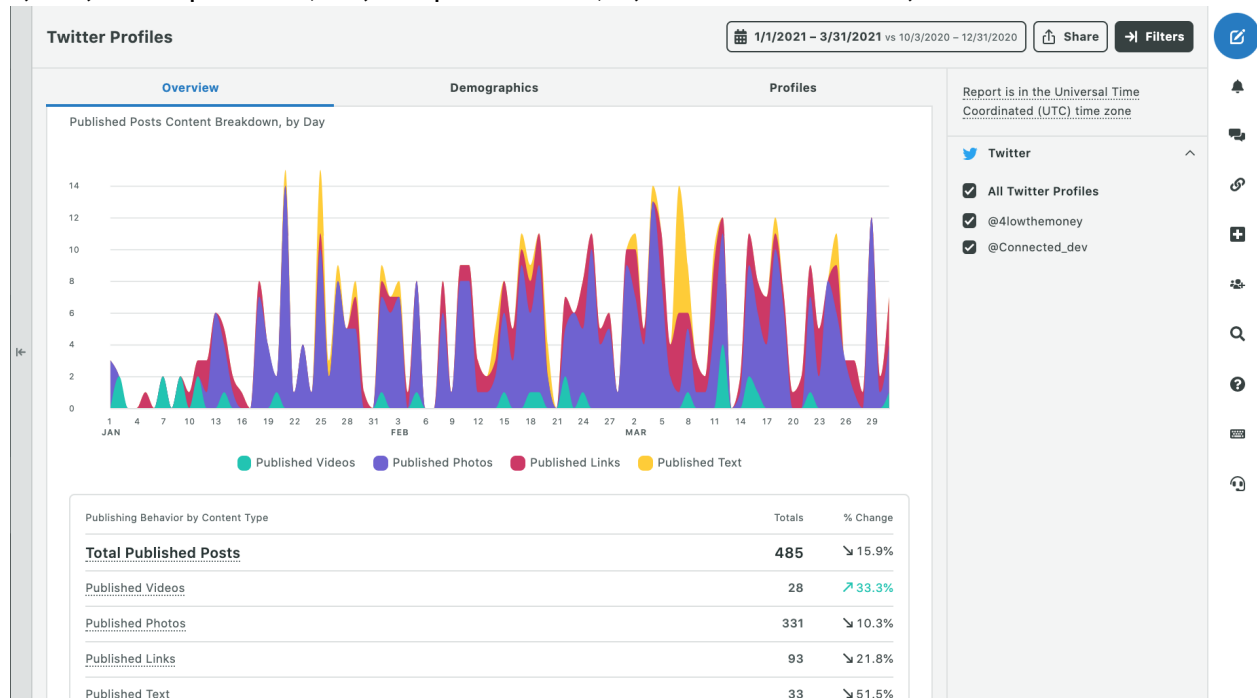 Twitter Profiles
1/1/2021 – 3/31/2021 vs 10/3/2020 – 12/31/2020
Share
Filters
Overview
Demographics
Profiles
Published Posts Content Breakdown, by Day
14
12
10
8
6
4
2
0
1 4 7 10 13 16 19 22 25 28 31 3 6 9 12 15 18 21 24 27 2 5 8 11 14 17 20 23 26 29
JAN FEB MAR
Published Videos Published Photos Published Links Published Text
Publishing Behavior by Content Type Totals % Change
Total Published Posts 485 ↘ 15.9%
Published Videos 28 ↗ 33.3%
Published Photos 331 ↘ 10.3%
Published Links 93 ↘ 21.8%
Published Text 33 ↘ 51.5%
Report is in the Universal Time
Coordinated (UTC) time zone
Twitter
All Twitter Profiles
@4lowthemoney
@Connected_dev